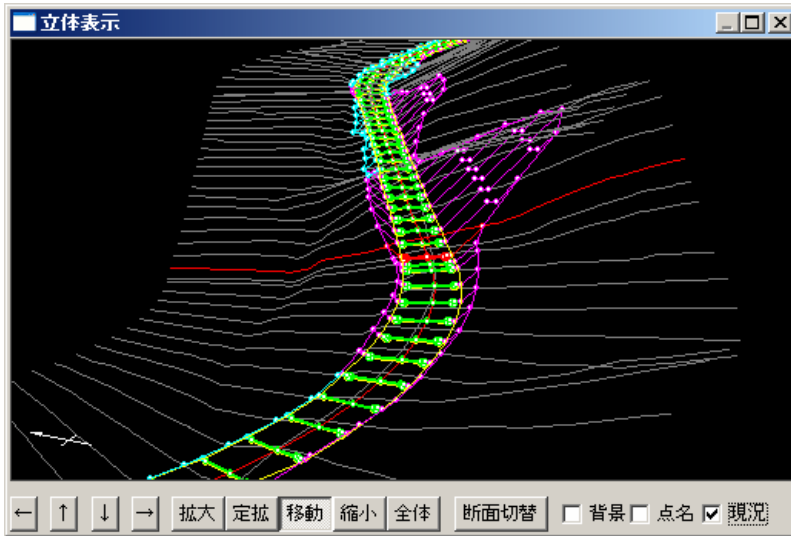 立体表示
← ↑ ↓ → 拡大 定拡 移動 縮小 全体 断面切替 背景 点名 現況